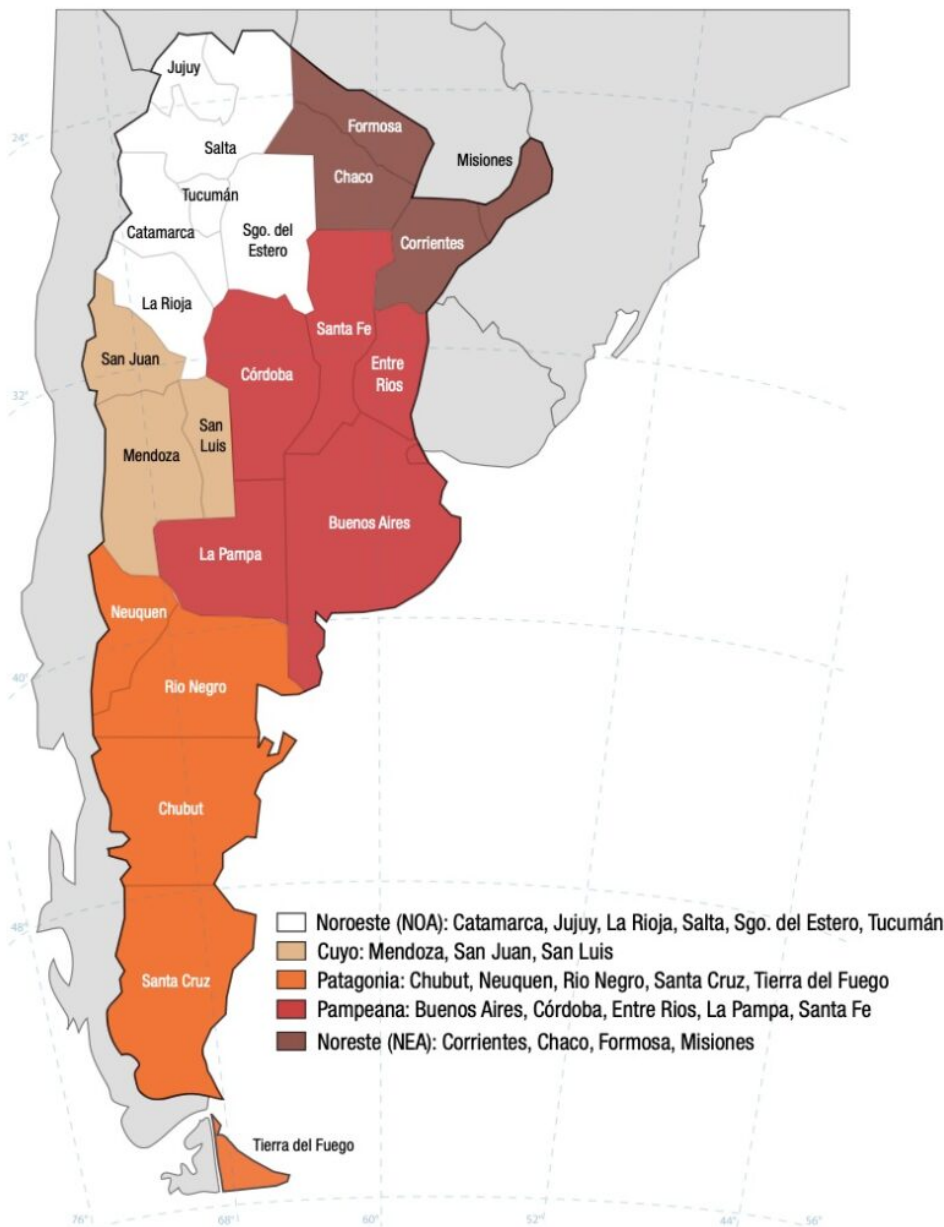 Jujuy
24°
Formosa
Salta
Misiones
Chaco
Tucumán
Catamarca
Sgo. del
Estero
Corrientes
La Rioja
Santa Fe
San Juan
Entre
Rios
Córdoba
32°
San
Luis
Mendoza
Buenos Aires
La Pampa
Neuquen
40°
Rio Negro
Chubut
48°
Noroeste (NOA): Catamarca, Jujuy, La Rioja, Salta, Sgo. del Estero, Tucumán
Cuyo: Mendoza, San Juan, San Luis
Santa Cruz
Patagonia: Chubut, Neuquen, Rio Negro, Santa Cruz, Tierra del Fuego
Pampeana: Buenos Aires, Córdoba, Entre Rios, La Pampa, Santa Fe
Noreste (NEA): Corrientes, Chaco, Formosa, Misiones
Tierra del Fuego
76° 68° 60° 52° 44° 56°